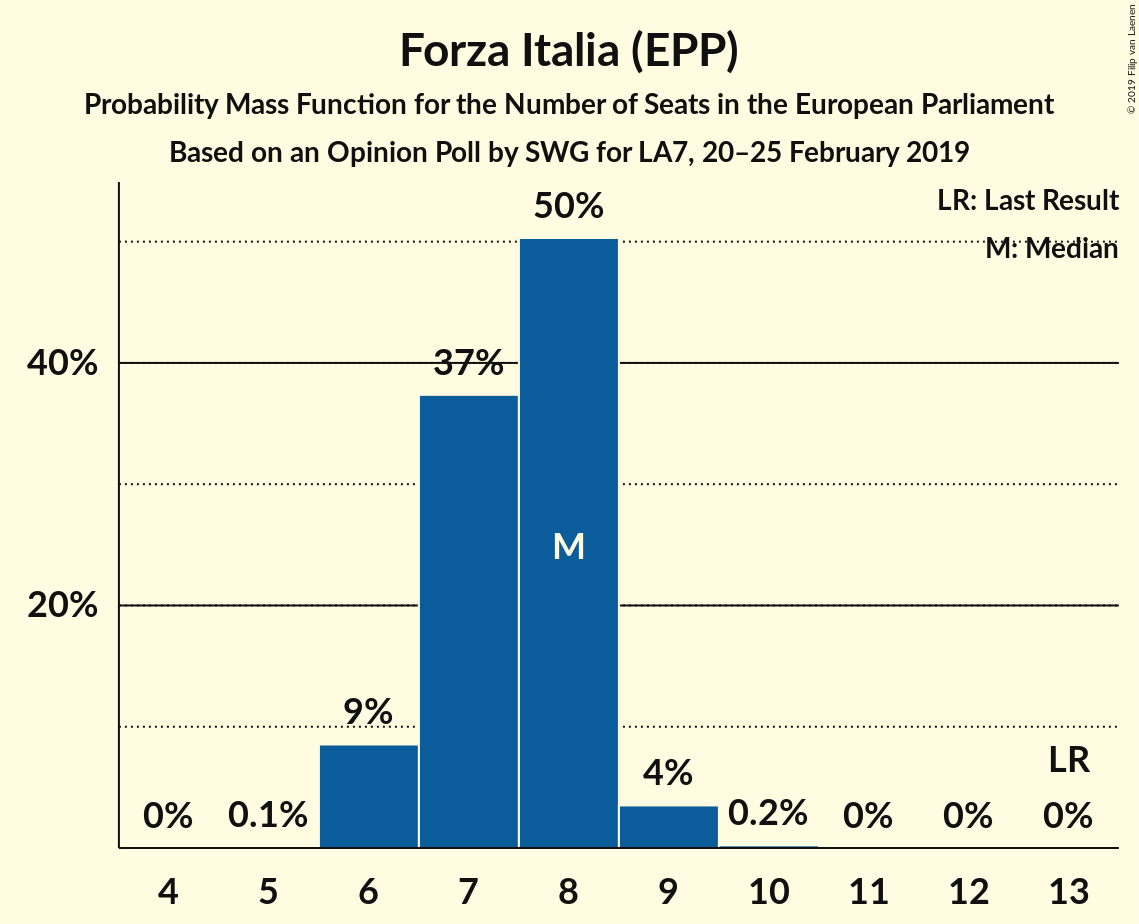 Forza Italia (EPP)
Probability Mass Function for the Number of Seats in the European Parliament
Based on an Opinion Poll by SWG for LA7, 20–25 February 2019
© 2019 Filip van Laenen
LR: Last Result
M: Median
50%
40%
37%
M
20%
9%
4%
LR
0%
0.1%
0.2%
0%
0%
0%
4
5
6
7
8
9
10
11
12
13